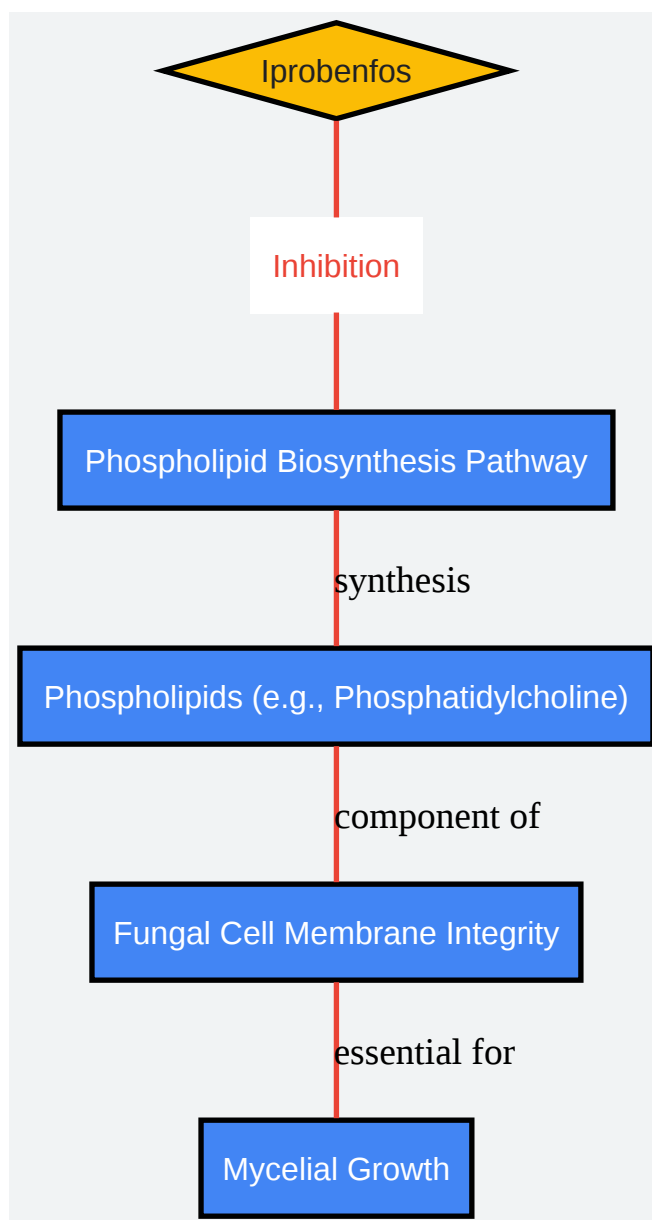 Iprobenfos
Inhibition
Phospholipid Biosynthesis Pathway
synthesis
Phospholipids (e.g., Phosphatidylcholine)
component of
Fungal Cell Membrane Integrity
essential for
Mycelial Growth